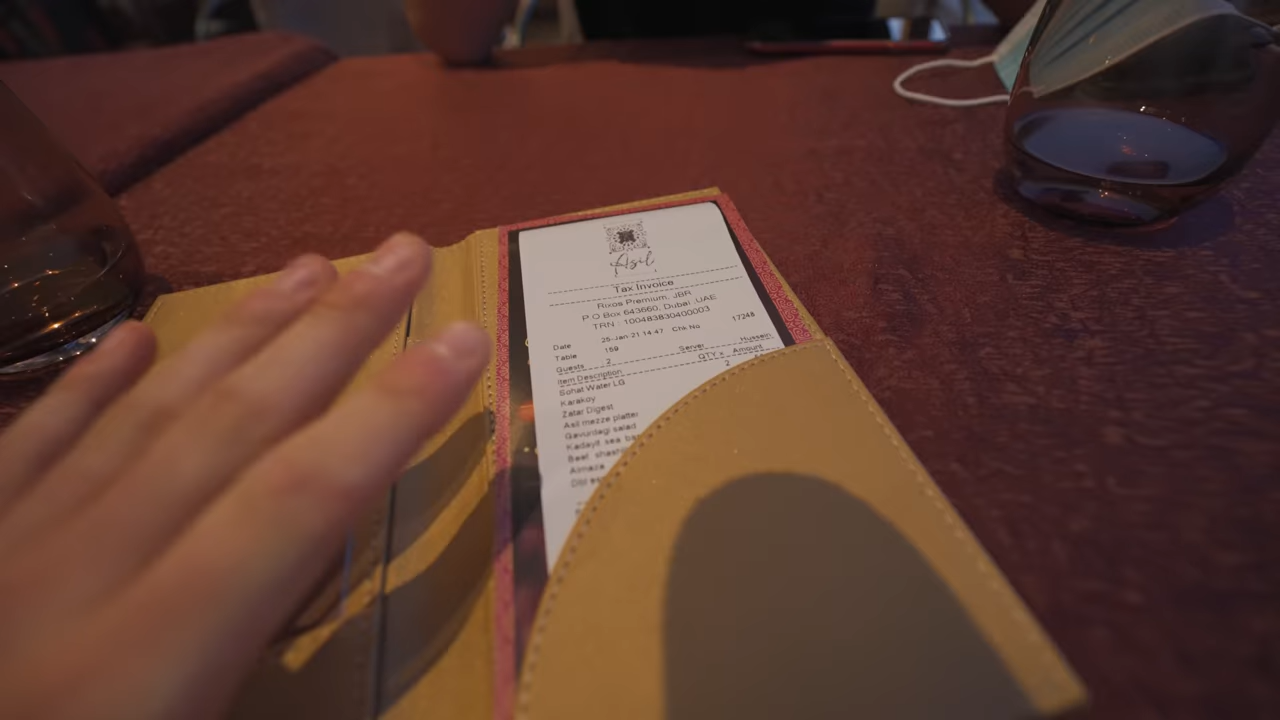 Asil
Tax Invoice
Rixos Premium, JBR
P.O Box 643660, Dubai ,UAE
TRN : 100483830400003
Date 25-Jan-21 14:47 Chk No 17248
Table 169
Guests 2 Server Hussein
Item Description QTY x Amount
Sohat Water LG 2
Karakoy
Zatar Digest
Asil mezze platter
Gavurdagi salad
Kadayif sea
Beef
Almaza